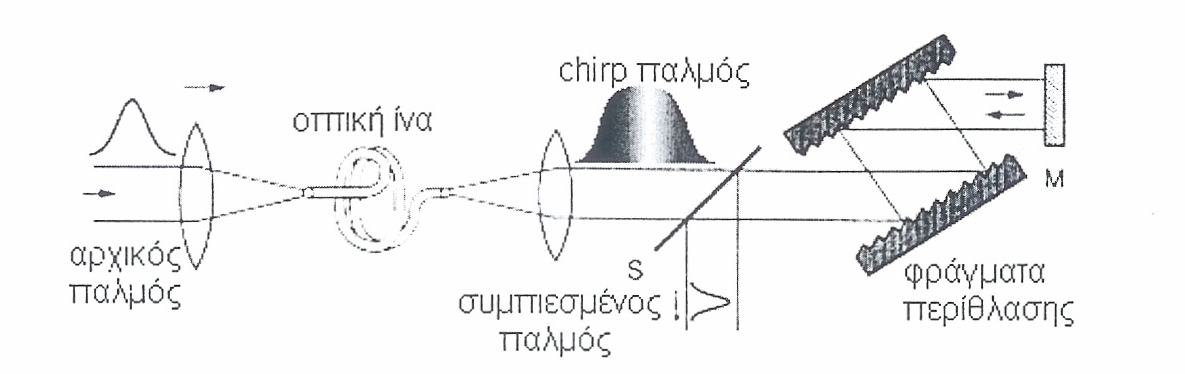 chirp παλμός
οπτική ίνα
αρχικός
παλμός
S
συμπιεσμένος
παλμός
M
φράγματα
περίθλασης